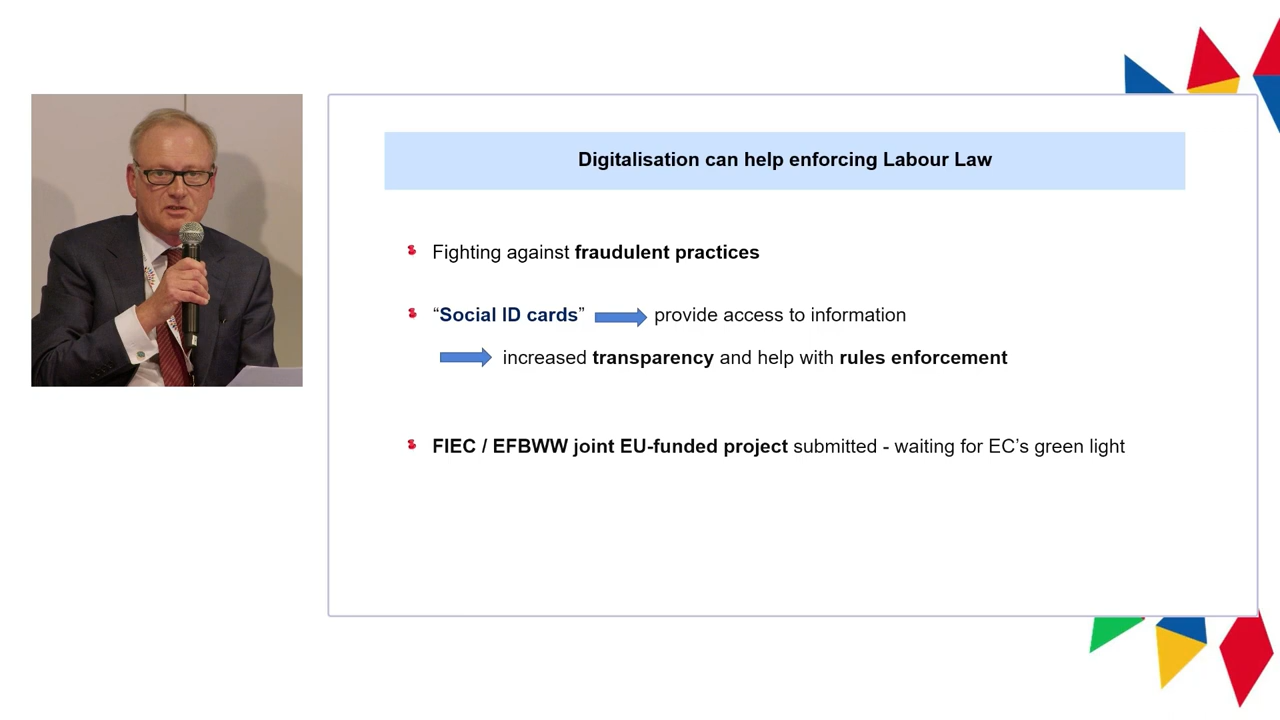 Digitalisation can help enforcing Labour Law
Fighting against fraudulent practices
“Social ID cards” provide access to information
increased transparency and help with rules enforcement
FIEC / EFBWW joint EU-funded project submitted - waiting for EC’s green light